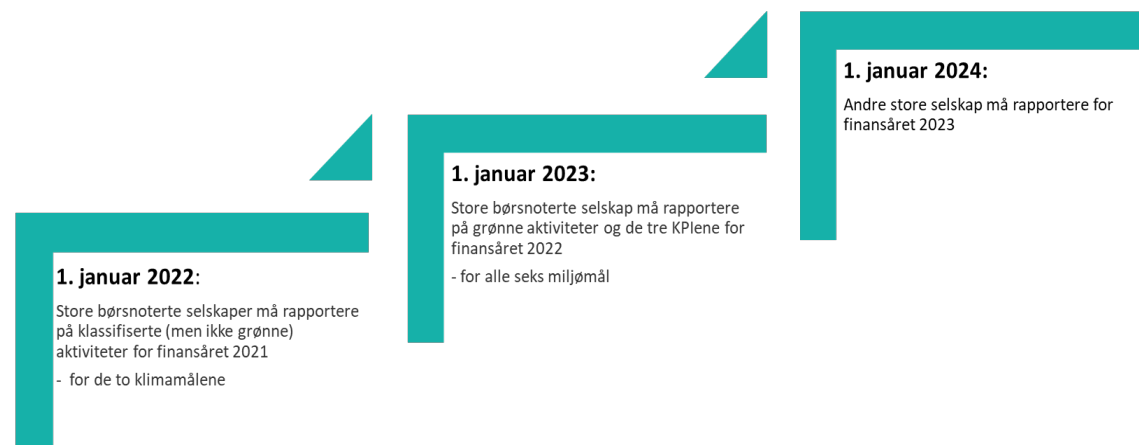 1. januar 2022:
Store børsnoterte selskaper må rapportere
på klassifiserte (men ikke grønne)
aktiviteter for finansåret 2021
- for de to klimamålene
1. januar 2023:
Store børsnoterte selskap må rapportere
på grønne aktiviteter og de tre KPIene for
finansåret 2022
- for alle seks miljømål
1. januar 2024:
Andre store selskap må rapportere for
finansåret 2023